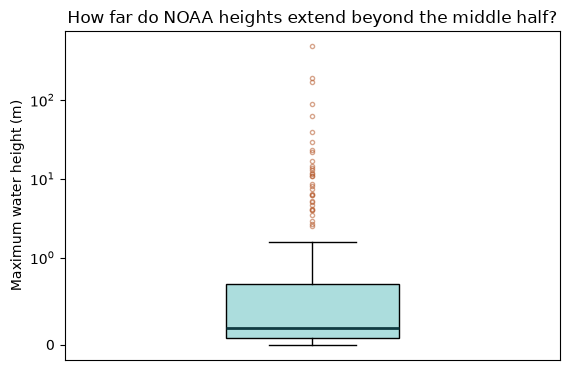 How far do NOAA heights extend beyond the middle half?
Maximum water height (m)
10²
10¹
10⁰
0